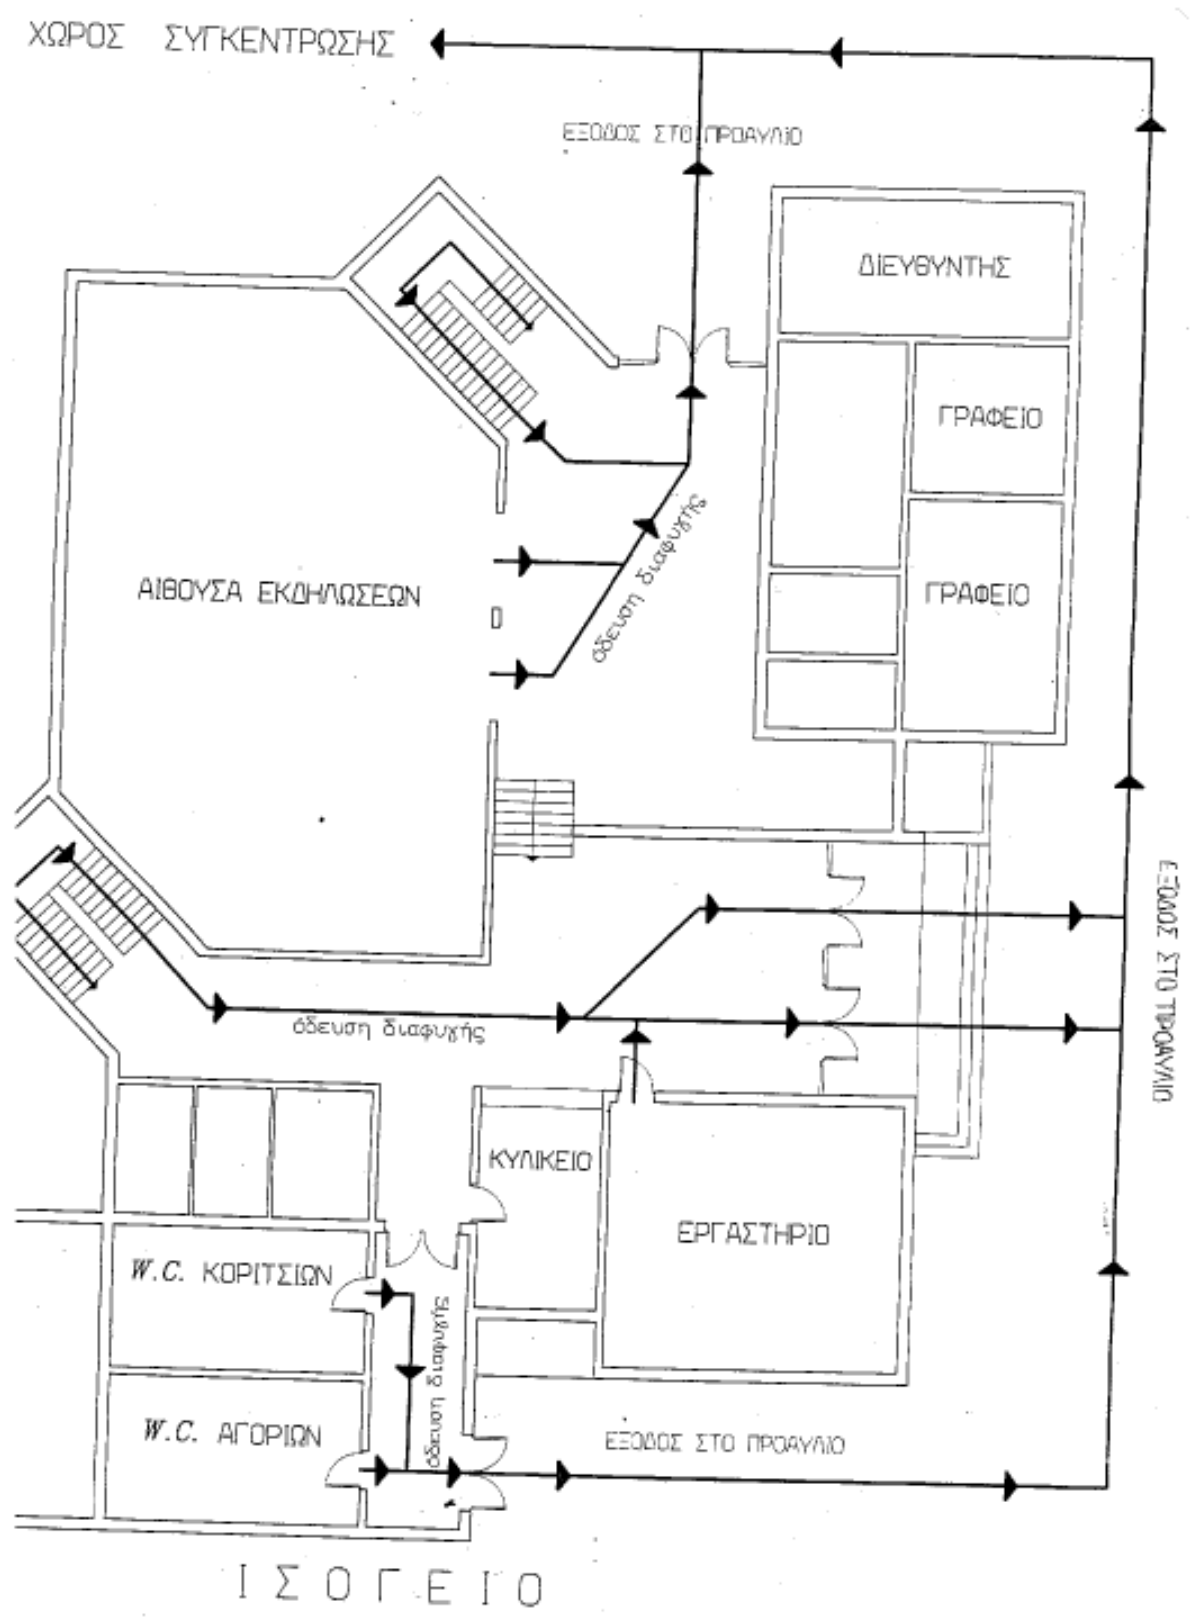 ΧΩΡΟΣ ΣΥΓΚΕΝΤΡΩΣΗΣ
ΕΞΟΔΟΣ ΣΤΟ ΠΡΟΑΥΛΙΟ
ΔΙΕΥΘΥΝΤΗΣ
ΓΡΑΦΕΙΟ
όδευση διαφυγής
ΑΙΘΟΥΣΑ ΕΚΔΗΛΩΣΕΩΝ
ΓΡΑΦΕΙΟ
ΕΞΟΔΟΣ ΣΤΟ ΠΡΟΑΥΛΙΟ
όδευση διαφυγής
ΚΥΛΙΚΕΙΟ
ΕΡΓΑΣΤΗΡΙΟ
W.C. ΚΟΡΙΤΣΙΩΝ
όδευση διαφυγής
W.C. ΑΓΟΡΙΩΝ
ΕΞΟΔΟΣ ΣΤΟ ΠΡΟΑΥΛΙΟ
ΙΣΟΓΕΙΟ